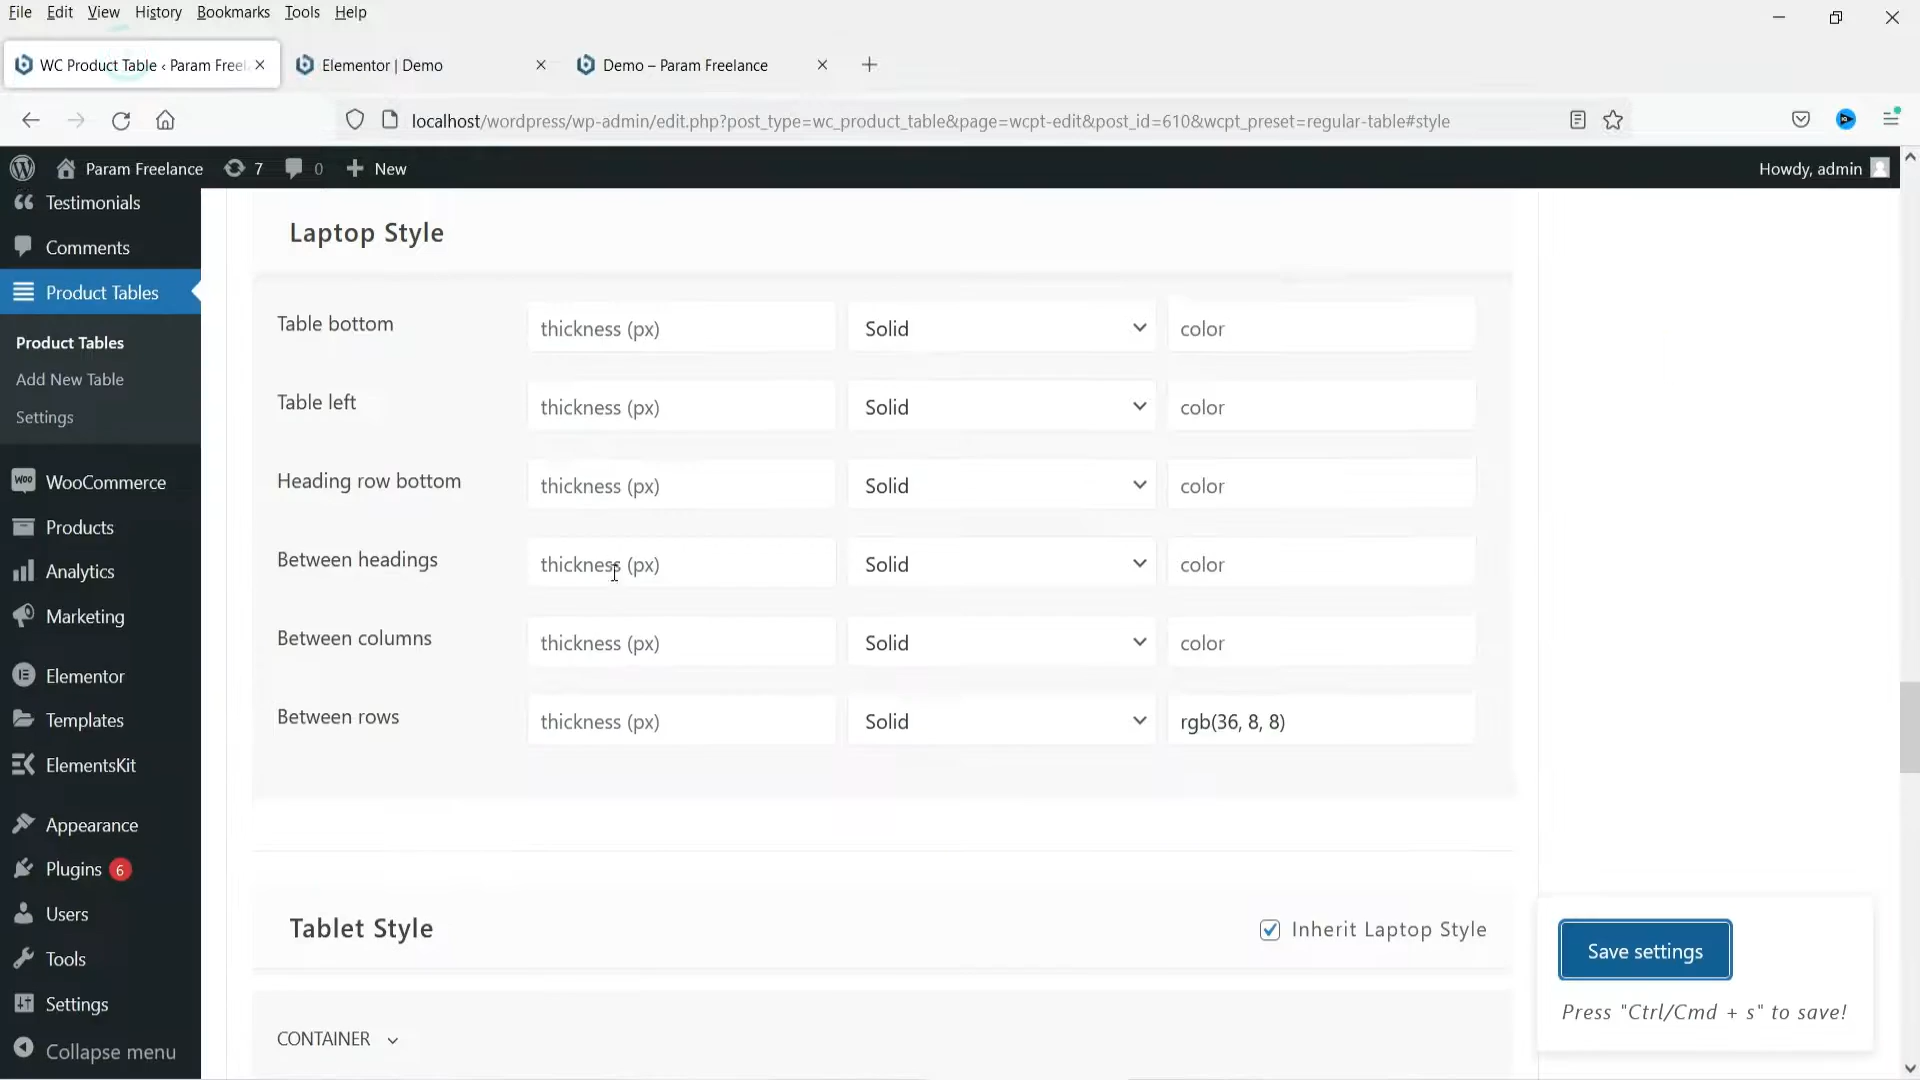 File Edit View History Bookmarks Tools Help
WC Product Table ‹ Param Freel
Elementor | Demo
Demo – Param Freelance
localhost/wordpress/wp-admin/edit.php?post_type=wc_product_table&page=wcpt-edit&post_id=610&wcpt_preset=regular-table#style
Param Freelance 7 0 New
Howdy, admin
Testimonials
Comments
Product Tables
Product Tables
Add New Table
Settings
WOO WooCommerce
Products
Analytics
Marketing
Elementor
Templates
ElementsKit
Appearance
Plugins 6
Users
Tools
Settings
Collapse menu
Laptop Style
Table bottom thickness (px) Solid color
Table left thickness (px) Solid color
Heading row bottom thickness (px) Solid color
Between headings thickness (px) Solid color
Between columns thickness (px) Solid color
Between rows thickness (px) Solid rgb(36, 8, 8)
Tablet Style
Inherit Laptop Style
CONTAINER
Save settings
Press "Ctrl/Cmd + s" to save!